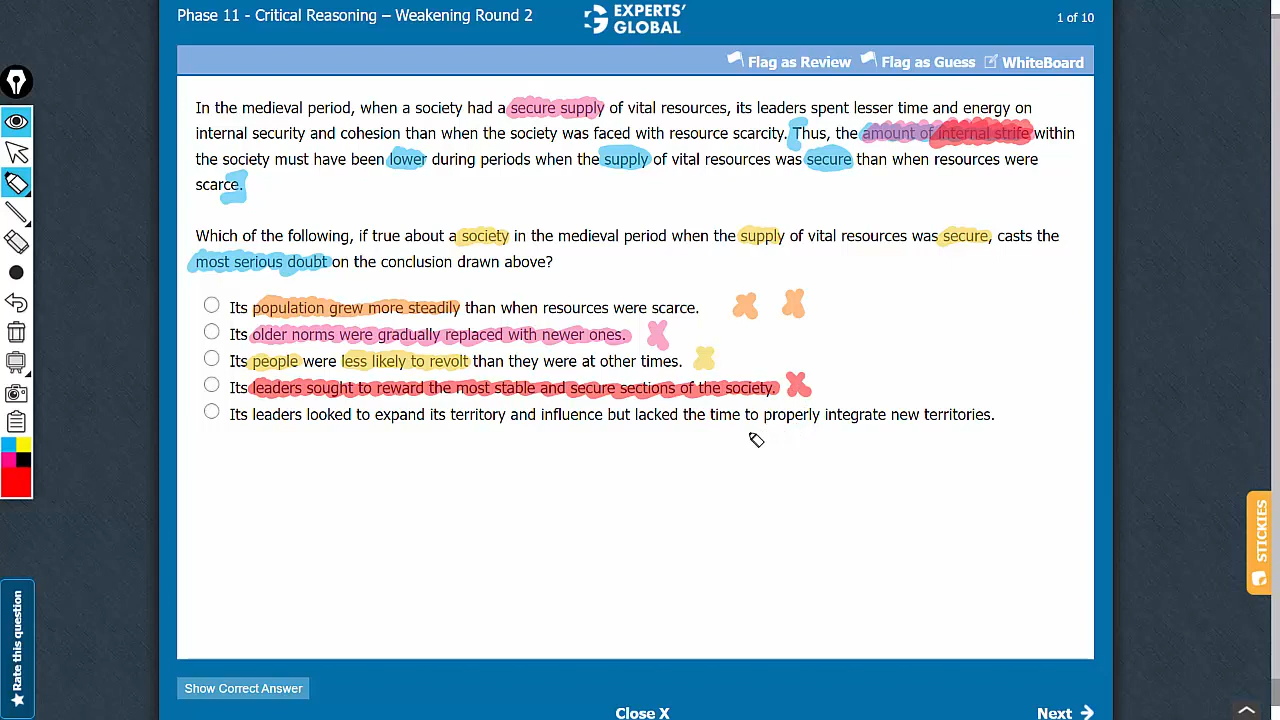 Phase 11 - Critical Reasoning – Weakening Round 2
EXPERTS'
GLOBAL
1 of 10
Flag as Review
Flag as Guess
WhiteBoard
In the medieval period, when a society had a secure supply of vital resources, its leaders spent lesser time and energy on
internal security and cohesion than when the society was faced with resource scarcity. Thus, the amount of internal strife within
the society must have been lower during periods when the supply of vital resources was secure than when resources were
scarce.
Which of the following, if true about a society in the medieval period when the supply of vital resources was secure, casts the
most serious doubt on the conclusion drawn above?
Its population grew more steadily than when resources were scarce.
Its older norms were gradually replaced with newer ones.
Its people were less likely to revolt than they were at other times.
Its leaders sought to reward the most stable and secure sections of the society.
Its leaders looked to expand its territory and influence but lacked the time to properly integrate new territories.
STICKIES
Rate this question
Show Correct Answer
Close X
Next